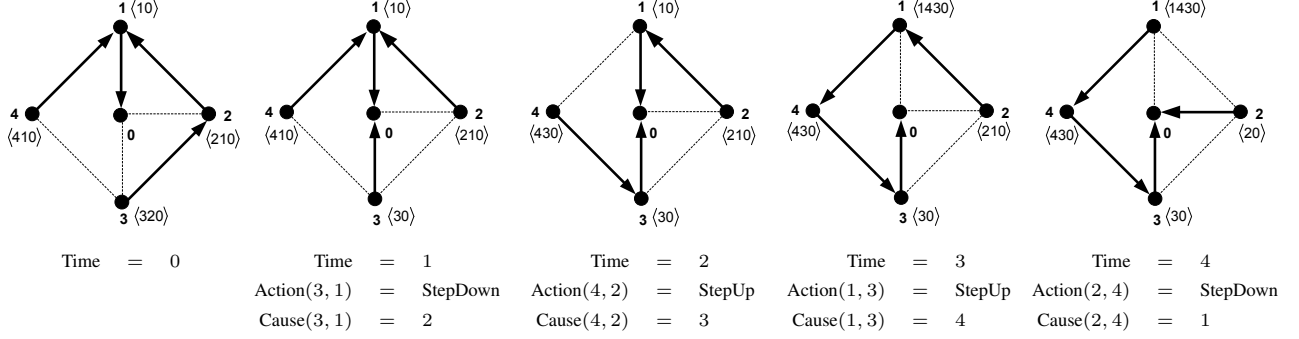 1 ⟨10⟩
4 ⟨410⟩
0
2 ⟨210⟩
3 ⟨320⟩
Time = 0
1 ⟨10⟩
4 ⟨410⟩
0
2 ⟨210⟩
3 ⟨30⟩
Time = 1
Action(3, 1) = StepDown
Cause(3, 1) = 2
1 ⟨10⟩
4 ⟨430⟩
0
2 ⟨210⟩
3 ⟨30⟩
Time = 2
Action(4, 2) = StepUp
Cause(4, 2) = 3
1 ⟨1430⟩
4 ⟨430⟩
0
2 ⟨210⟩
3 ⟨30⟩
Time = 3
Action(1, 3) = StepUp
Cause(1, 3) = 4
1 ⟨1430⟩
4 ⟨430⟩
0
2 ⟨20⟩
3 ⟨30⟩
Time = 4
Action(2, 4) = StepDown
Cause(2, 4) = 1